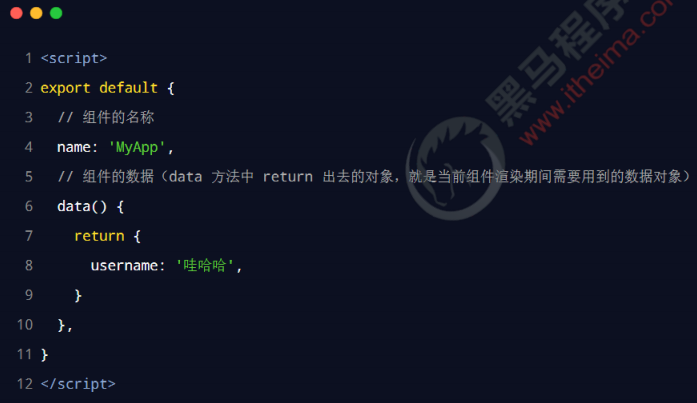 1 <script>
2 export default {
3   // 组件的名称
4   name: 'MyApp',
5   // 组件的数据（data 方法中 return 出去的对象，就是当前组件渲染期间需要用到的数据对象）
6   data() {
7     return {
8       username: '哇哈哈',
9     }
10   },
11 }
12 </script>
黑马程序
www.itheima.com